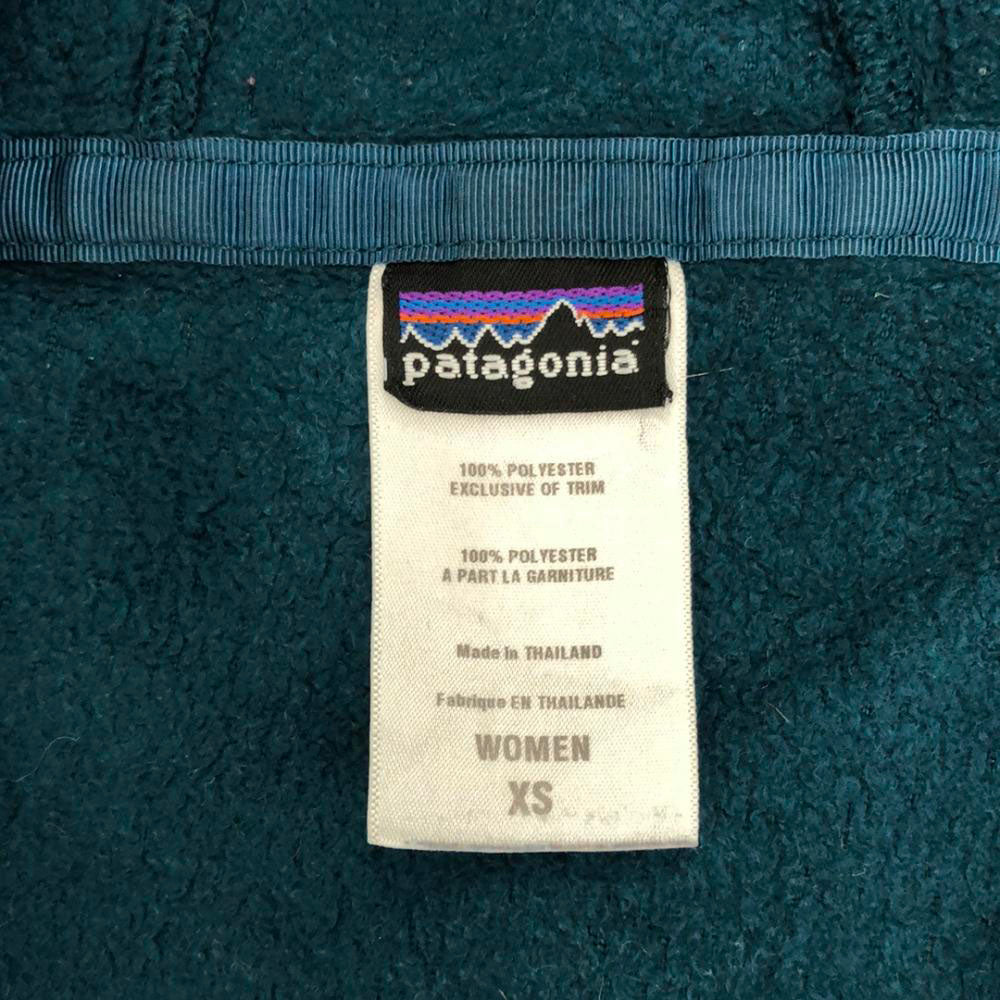 patagonia
100% POLYESTER
EXCLUSIVE OF TRIM
100% POLYESTER
A PART LA GARNITURE
Made In THAILAND
Fabrique EN THAILANDE
WOMEN
XS